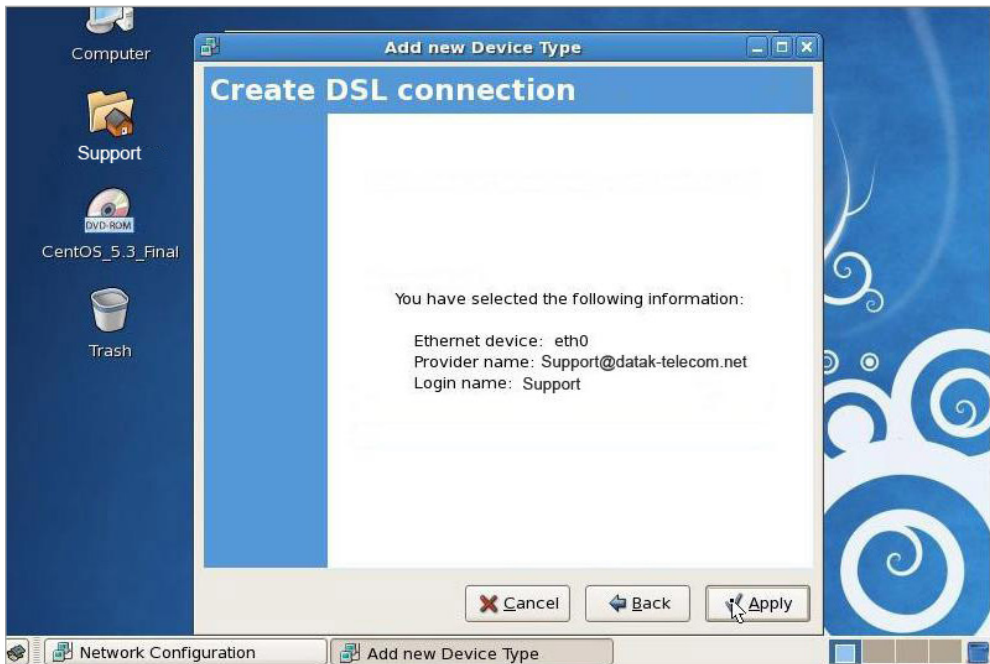 Computer
Support
DVD-ROM
CentOS_5.3_Final
Trash
Add new Device Type
Create DSL connection
You have selected the following information:
Ethernet device: eth0
Provider name: Support@datak-telecom.net
Login name: Support
Cancel
Back
Apply
Network Configuration
Add new Device Type